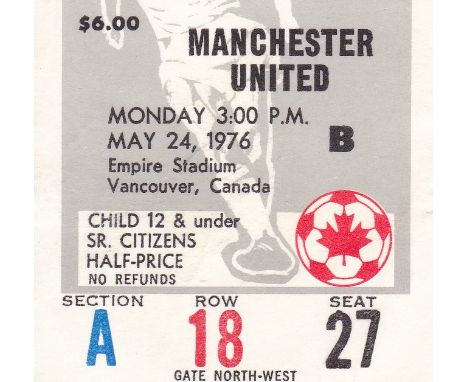 $6.00
MANCHESTER
UNITED
MONDAY 3:00 P.M.
MAY 24, 1976
B
Empire Stadium
Vancouver, Canada
CHILD 12 & under
SR. CITIZENS
HALF-PRICE
NO REFUNDS
SECTION ROW SEAT
A 18 27
GATE NORTH-WEST